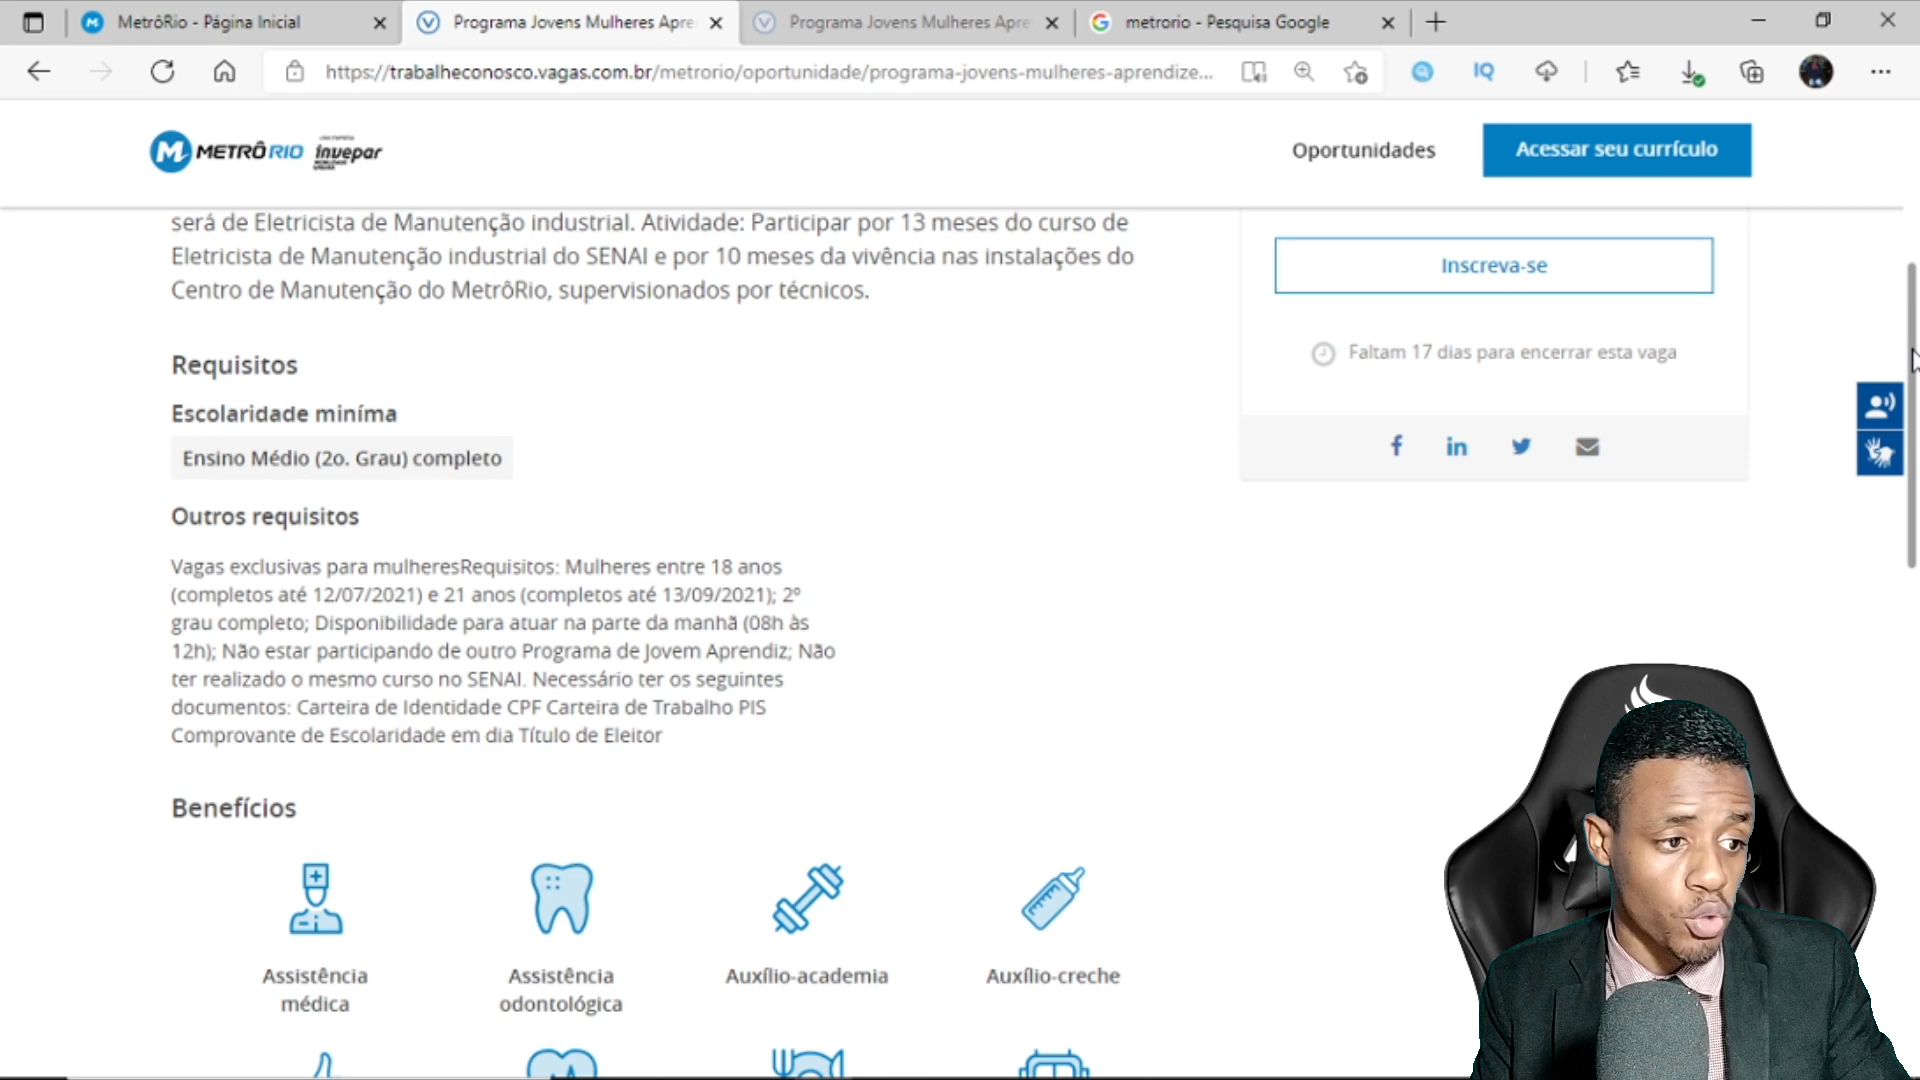 MetrôRio - Página Inicial
Programa Jovens Mulheres Apre
Programa Jovens Mulheres Apre
metrorio - Pesquisa Google
https://trabalheconosco.vagas.com.br/metrorio/oportunidade/programa-jovens-mulheres-aprendize...
IQ
METRÔRIO
invepar
Oportunidades
Acessar seu currículo
será de Eletricista de Manutenção industrial. Atividade: Participar por 13 meses do curso de
Eletricista de Manutenção industrial do SENAI e por 10 meses da vivência nas instalações do
Centro de Manutenção do MetrôRio, supervisionados por técnicos.
Inscreva-se
Faltam 17 dias para encerrar esta vaga
Requisitos
Escolaridade miníma
Ensino Médio (2o. Grau) completo
Outros requisitos
Vagas exclusivas para mulheresRequisitos: Mulheres entre 18 anos
(completos até 12/07/2021) e 21 anos (completos até 13/09/2021); 2º
grau completo; Disponibilidade para atuar na parte da manhã (08h às
12h); Não estar participando de outro Programa de Jovem Aprendiz; Não
ter realizado o mesmo curso no SENAI. Necessário ter os seguintes
documentos: Carteira de Identidade CPF Carteira de Trabalho PIS
Comprovante de Escolaridade em dia Título de Eleitor
Benefícios
Assistência
médica
Assistência
odontológica
Auxílio-academia
Auxílio-creche